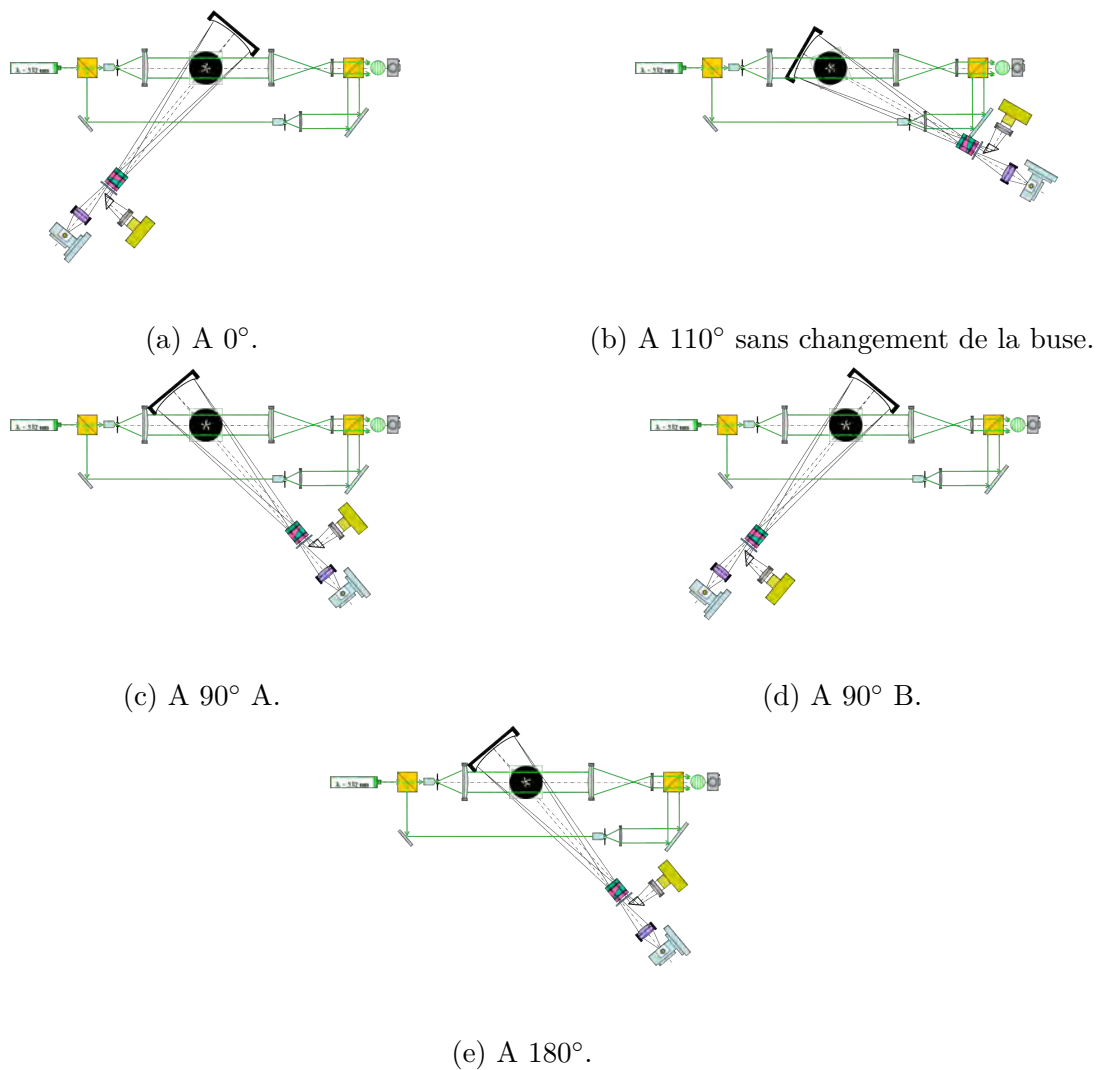 (a) A 0°.
(b) A 110° sans changement de la buse.
(c) A 90° A.
(d) A 90° B.
(e) A 180°.